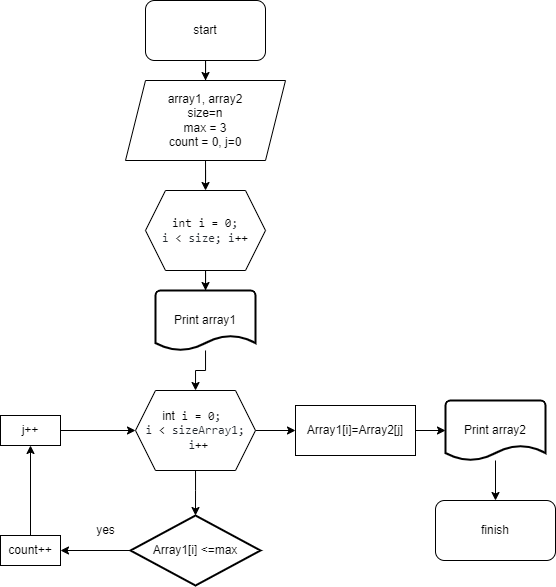 start
array1, array2
size=n
max = 3
count = 0, j=0
int i = 0;
i < size; i++
Print array1
j++
int i = 0;
i < sizeArray1;
i++
Array1[i]=Array2[j]
Print array2
yes
count++
Array1[i] <=max
finish